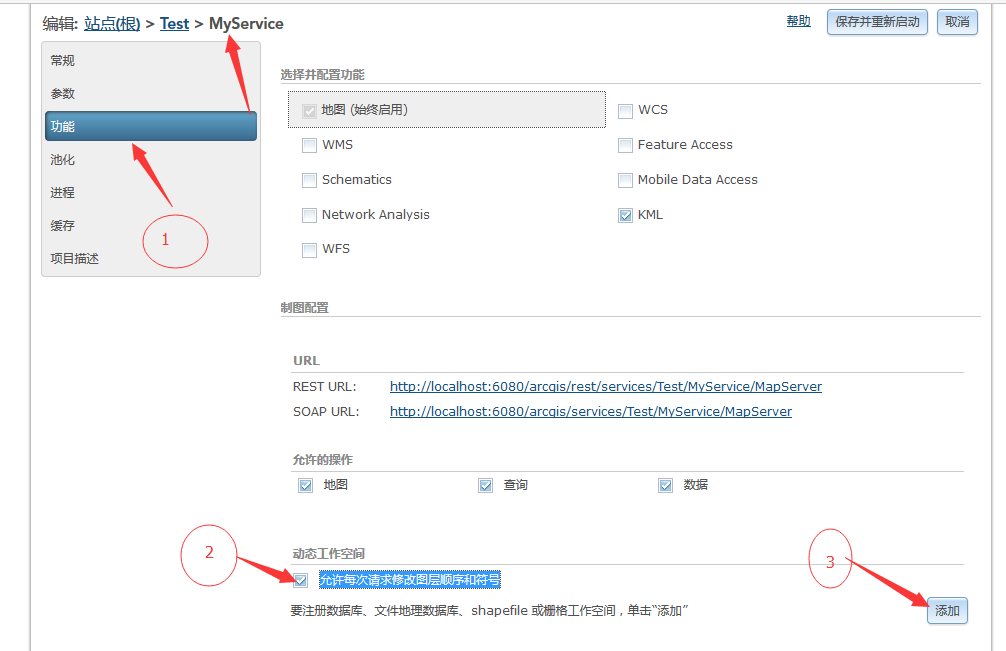 编辑: 站点(根) > Test > MyService
帮助 保存并重新启动 取消
常规
参数
功能
池化
进程
缓存
项目描述
1
选择并配置功能
地图 (始终启用) WCS
WMS Feature Access
Schematics Mobile Data Access
Network Analysis KML
WFS
制图配置
URL
REST URL: http://localhost:6080/arcgis/rest/services/Test/MyService/MapServer
SOAP URL: http://localhost:6080/arcgis/services/Test/MyService/MapServer
允许的操作
地图 查询 数据
动态工作空间
2 允许每次请求修改图层顺序和符号
3
要注册数据库、文件地理数据库、shapefile 或栅格工作空间，单击“添加” 添加